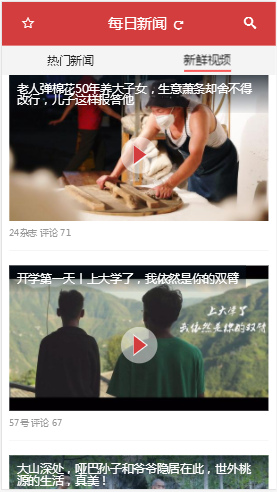 每日新闻
热门新闻
新鲜视频
老人弹棉花50年养大子女，生意萧条却舍不得
改行，儿子这样报答他
24杂志 评论 71
开学第一天丨上大学了，我依然是你的双臂
上大学了
我依然是你的双臂
57号 评论 67
大山深处，哑巴孙子和爷爷隐居在此，世外桃
源的生活，真美！